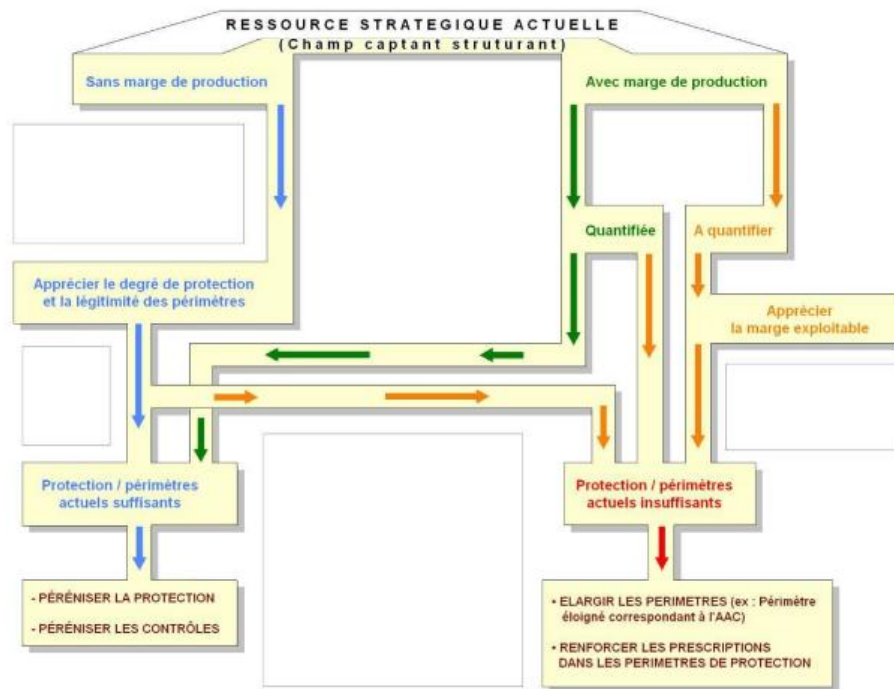 RESSOURCE STRATEGIQUE ACTUELLE
(Champ captant struturant)
Sans marge de production
Avec marge de production
Quantifiée
A quantifier
Apprécier le degré de protection
et la légitimité des périmètres
Apprécier
la marge exploitable
Protection / périmètres
actuels suffisants
Protection / périmètres
actuels insuffisants
- PÉRÉNISER LA PROTECTION
- PÉRÉNISER LES CONTRÔLES
• ELARGIR LES PERIMETRES (ex : Périmètre
éloigné correspondant à l'AAC)
• RENFORCER LES PRESCRIPTIONS
DANS LES PERIMETRES DE PROTECTION